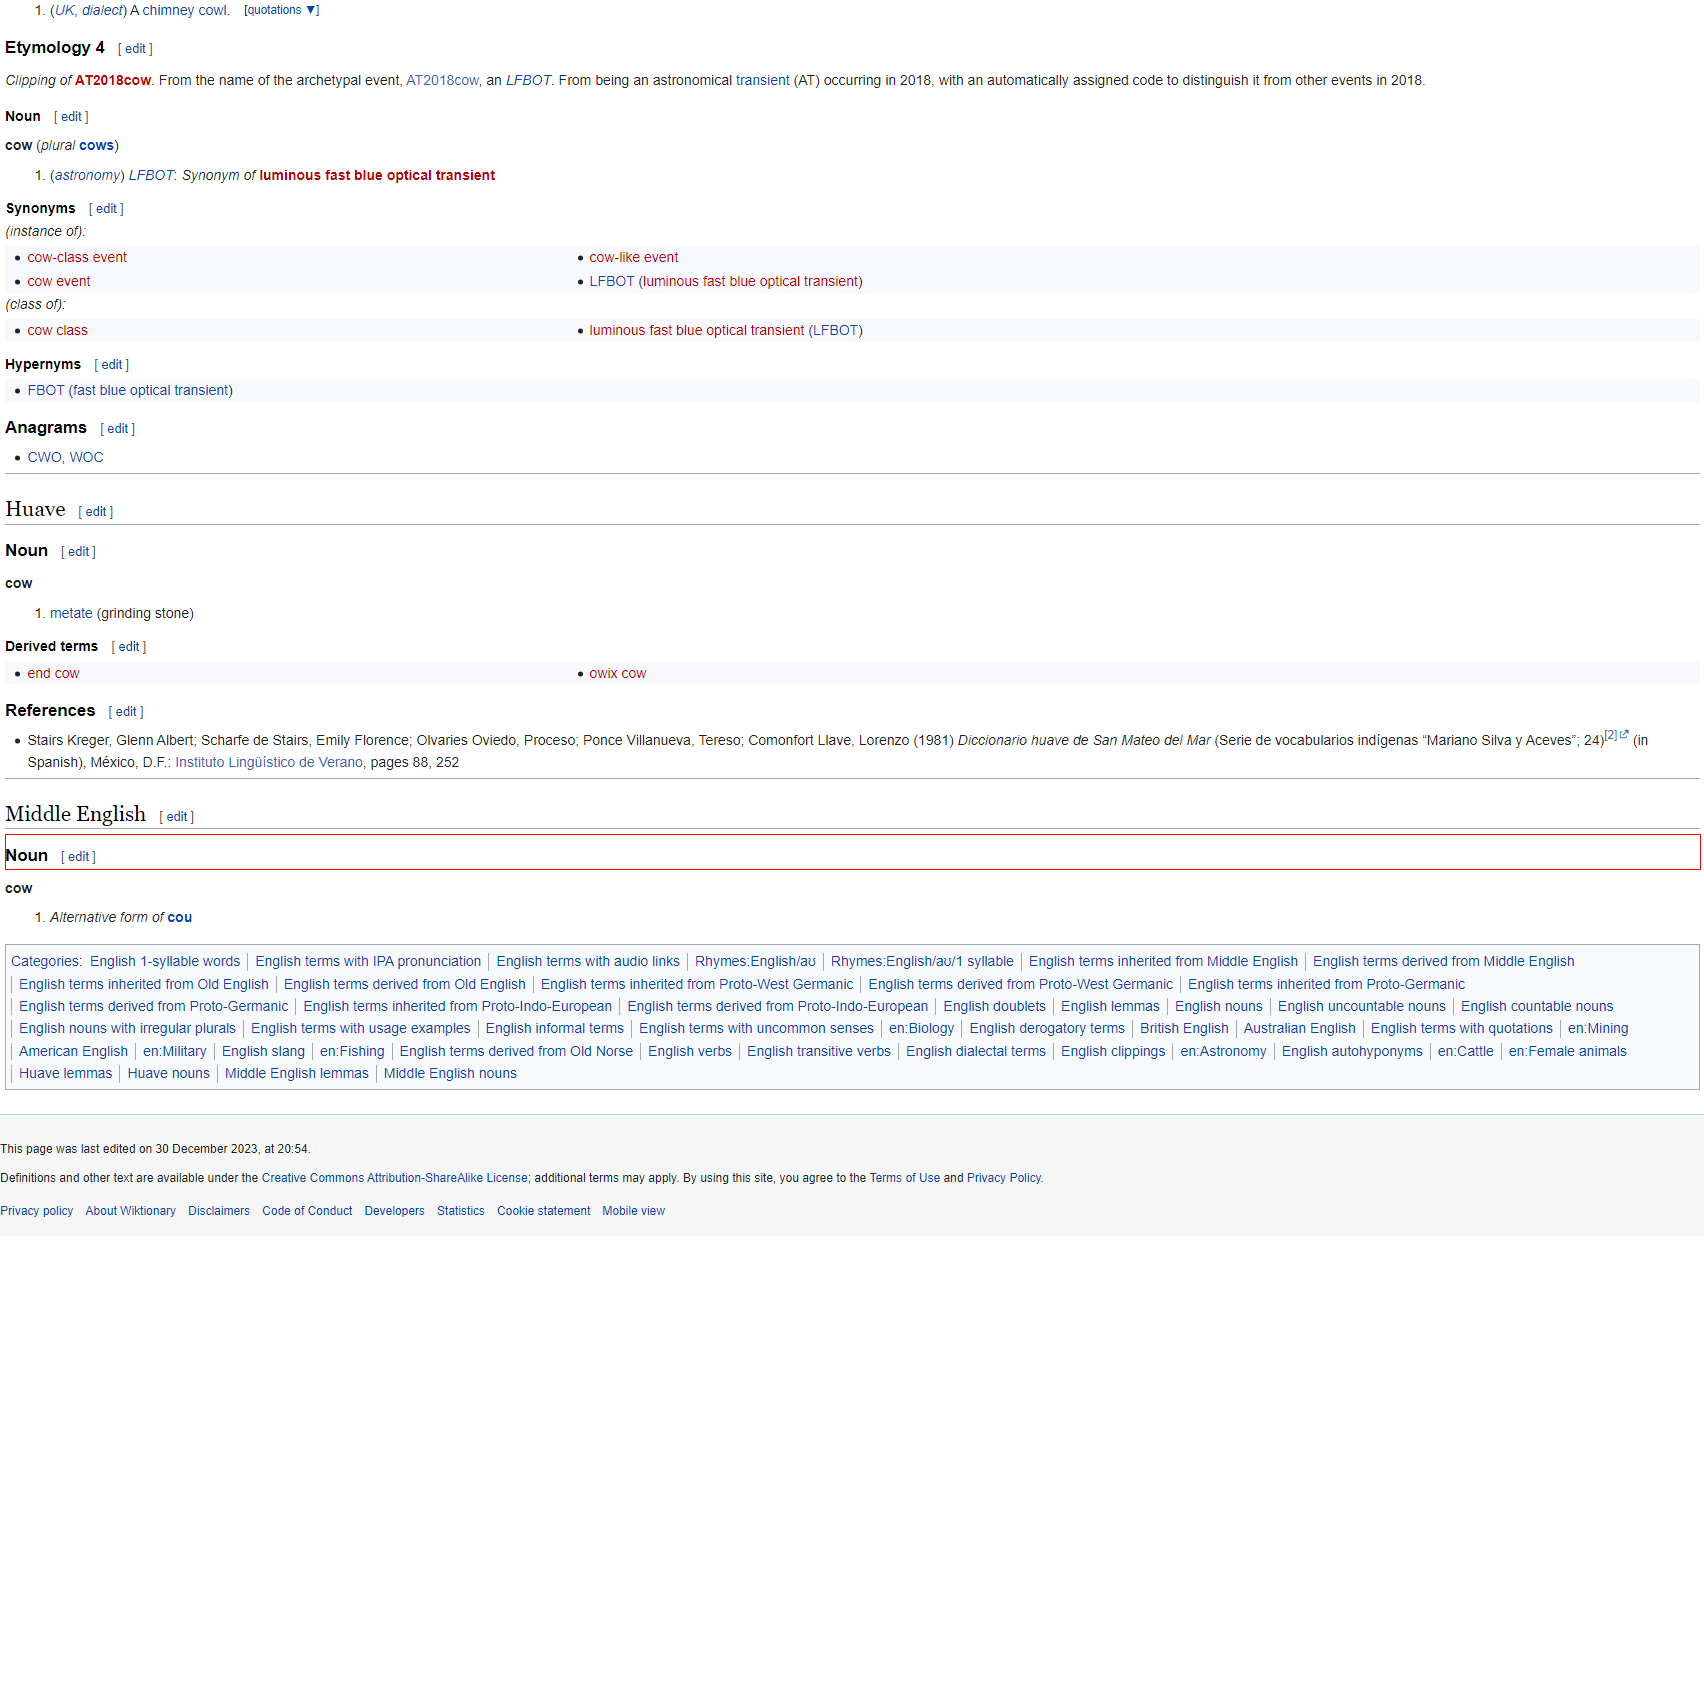 1. (UK, dialect) A chimney cowl. [quotations ▼]
Etymology 4 [ edit ]
Clipping of AT2018cow. From the name of the archetypal event, AT2018cow, an LFBOT. From being an astronomical transient (AT) occurring in 2018, with an automatically assigned code to distinguish it from other events in 2018.
Noun [ edit ]
cow (plural cows)
1. (astronomy) LFBOT: Synonym of luminous fast blue optical transient
Synonyms [ edit ]
(instance of):
• cow-class event • cow-like event
• cow event • LFBOT (luminous fast blue optical transient)
(class of):
• cow class • luminous fast blue optical transient (LFBOT)
Hypernyms [ edit ]
• FBOT (fast blue optical transient)
Anagrams [ edit ]
• CWO, WOC
Huave [ edit ]
Noun [ edit ]
cow
1. metate (grinding stone)
Derived terms [ edit ]
• end cow • owix cow
References [ edit ]
• Stairs Kreger, Glenn Albert; Scharfe de Stairs, Emily Florence; Olvaries Oviedo, Proceso; Ponce Villanueva, Tereso; Comonfort Llave, Lorenzo (1981) Diccionario huave de San Mateo del Mar (Serie de vocabularios indígenas “Mariano Silva y Aceves”; 24)[2] (in
Spanish), México, D.F.: Instituto Lingüístico de Verano, pages 88, 252
Middle English [ edit ]
Noun [ edit ]
cow
1. Alternative form of cou
Categories: English 1-syllable words | English terms with IPA pronunciation | English terms with audio links | Rhymes:English/aʊ | Rhymes:English/aʊ/1 syllable | English terms inherited from Middle English | English terms derived from Middle English
| English terms inherited from Old English | English terms derived from Old English | English terms inherited from Proto-West Germanic | English terms derived from Proto-West Germanic | English terms inherited from Proto-Germanic
| English terms derived from Proto-Germanic | English terms inherited from Proto-Indo-European | English terms derived from Proto-Indo-European | English doublets | English lemmas | English nouns | English uncountable nouns | English countable nouns
| English nouns with irregular plurals | English terms with usage examples | English informal terms | English terms with uncommon senses | en:Biology | English derogatory terms | British English | Australian English | English terms with quotations | en:Mining
| American English | en:Military | English slang | en:Fishing | English terms derived from Old Norse | English verbs | English transitive verbs | English dialectal terms | English clippings | en:Astronomy | English autohyponyms | en:Cattle | en:Female animals
| Huave lemmas | Huave nouns | Middle English lemmas | Middle English nouns
This page was last edited on 30 December 2023, at 20:54.
Definitions and other text are available under the Creative Commons Attribution-ShareAlike License; additional terms may apply. By using this site, you agree to the Terms of Use and Privacy Policy.
Privacy policy About Wiktionary Disclaimers Code of Conduct Developers Statistics Cookie statement Mobile view